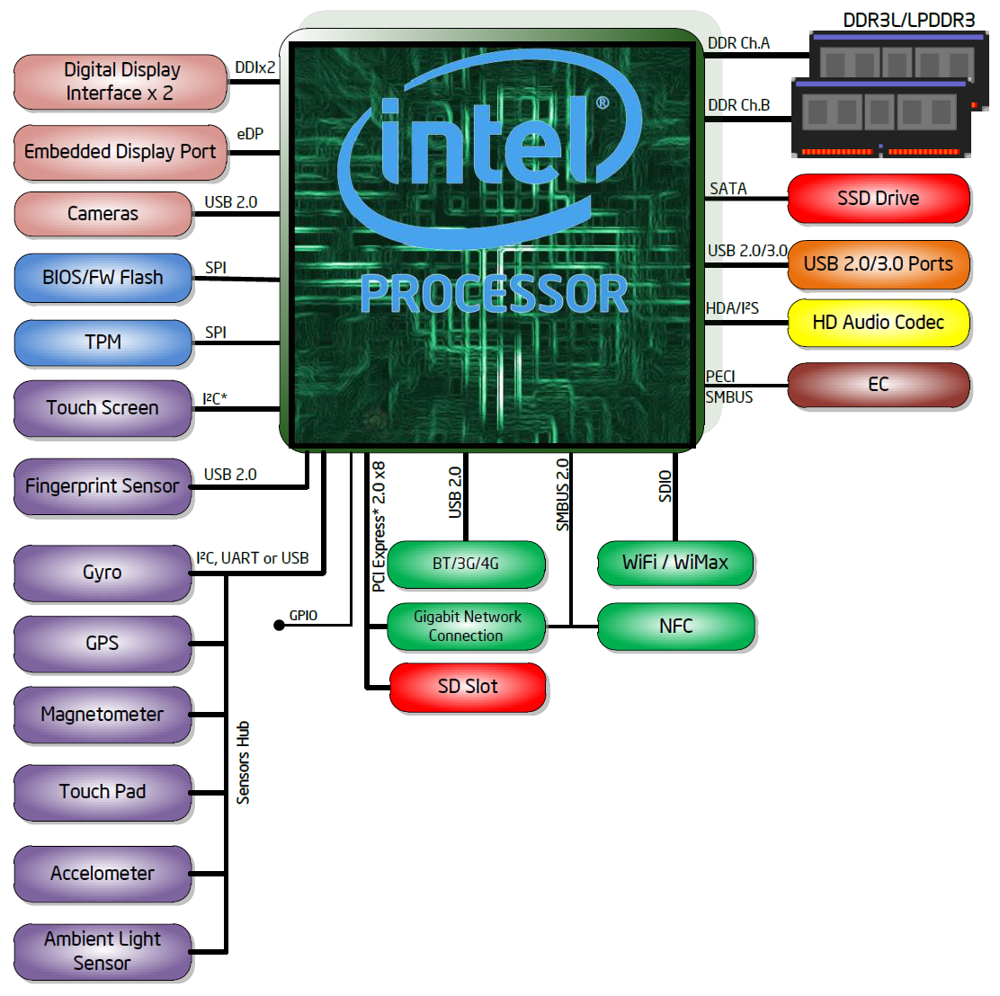 DDR3L/LPDDR3
DDR Ch.A
DDR Ch.B
Digital Display
Interface x 2
DDIx2
Embedded Display Port
eDP
Cameras
USB 2.0
BIOS/FW Flash
SPI
TPM
SPI
Touch Screen
I²C*
Fingerprint Sensor
USB 2.0
intel®
PROCESSOR
SATA
SSD Drive
USB 2.0/3.0
USB 2.0/3.0 Ports
HDA/I²S
HD Audio Codec
PECI
SMBUS
EC
Gyro
I²C, UART or USB
GPS
Magnetometer
Touch Pad
Accelometer
Ambient Light
Sensor
Sensors Hub
GPIO
PCI Express* 2.0 x8
USB 2.0
SMBUS 2.0
SDIO
BT/3G/4G
WiFi / WiMax
Gigabit Network
Connection
NFC
SD Slot